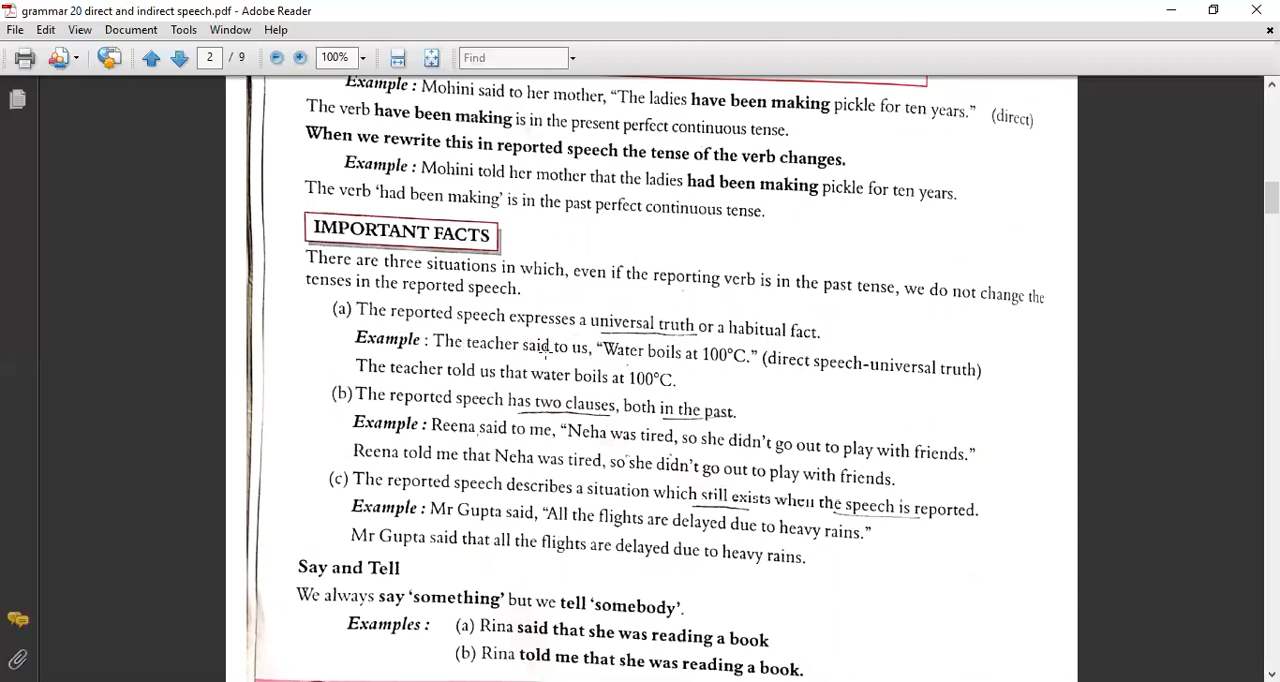 grammar 20 direct and indirect speech.pdf - Adobe Reader
File Edit View Document Tools Window Help
2 / 9 100% Find
Example : Mohini said to her mother, “The ladies have been making pickle for ten years.” (direct)
The verb have been making is in the present perfect continuous tense.
When we rewrite this in reported speech the tense of the verb changes.
Example : Mohini told her mother that the ladies had been making pickle for ten years.
The verb ‘had been making’ is in the past perfect continuous tense.
IMPORTANT FACTS
There are three situations in which, even if the reporting verb is in the past tense, we do not change the
tenses in the reported speech.
(a) The reported speech expresses a universal truth or a habitual fact.
Example : The teacher said to us, “Water boils at 100°C.” (direct speech-universal truth)
The teacher told us that water boils at 100°C.
(b) The reported speech has two clauses, both in the past.
Example : Reena said to me, “Neha was tired, so she didn’t go out to play with friends.”
Reena told me that Neha was tired, so she didn’t go out to play with friends.
(c) The reported speech describes a situation which still exists when the speech is reported.
Example : Mr Gupta said, “All the flights are delayed due to heavy rains.”
Mr Gupta said that all the flights are delayed due to heavy rains.
Say and Tell
We always say ‘something’ but we tell ‘somebody’.
Examples : (a) Rina said that she was reading a book
(b) Rina told me that she was reading a book.